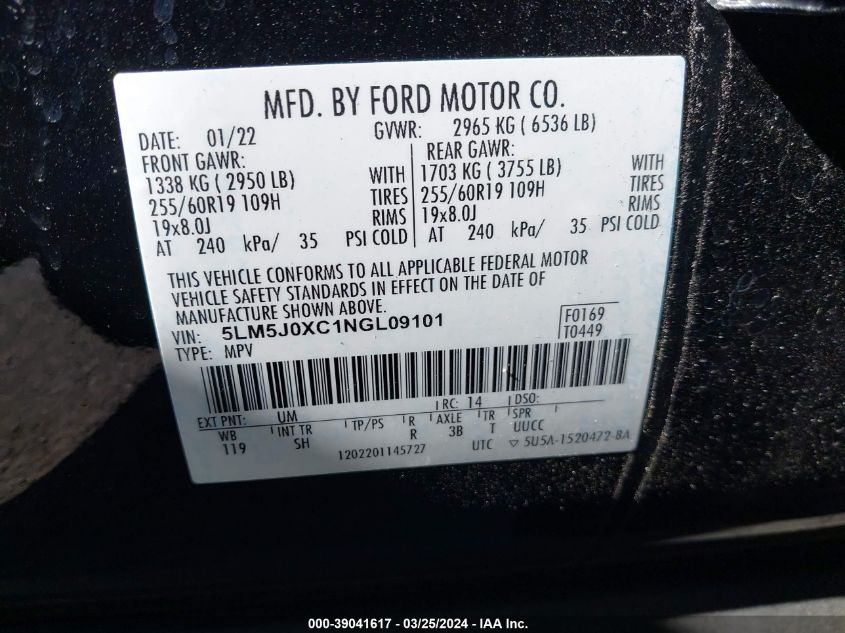 MFD. BY FORD MOTOR CO.
DATE: 01/22 GVWR: 2965 KG ( 6536 LB)
FRONT GAWR: REAR GAWR:
1338 KG ( 2950 LB) WITH 1703 KG ( 3755 LB) WITH
255/60R19 109H TIRES 255/60R19 109H TIRES
19x8.0J RIMS 19x8.0J RIMS
AT 240 kPa/ 35 PSI COLD AT 240 kPa/ 35 PSI COLD
THIS VEHICLE CONFORMS TO ALL APPLICABLE FEDERAL MOTOR
VEHICLE SAFETY STANDARDS IN EFFECT ON THE DATE OF
MANUFACTURE SHOWN ABOVE.
VIN: 5LM5J0XC1NGL09101 F0169
TYPE: MPV T0449
EXT PNT: UM RC: 14 DSO:
WB INT TR TP/PS R AXLE TR SPR
119 SH R 3B T UUCC
1202201145727 UTC ▽ 5U5A-1520472-BA
000-39041617 - 03/25/2024 - IAA Inc.